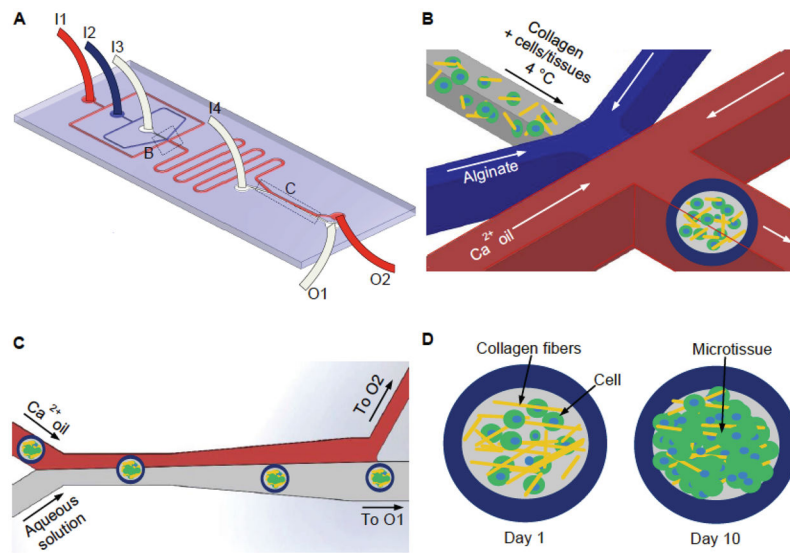 A
I1
I2
I3
I4
B
C
O1
O2
B
Collagen
+ cells/tissues
4 °C
Alginate
Ca2+ oil
C
Ca2+ oil
Aqueous
solution
To O2
To O1
D
Collagen fibers
Cell
Microtissue
Day 1
Day 10